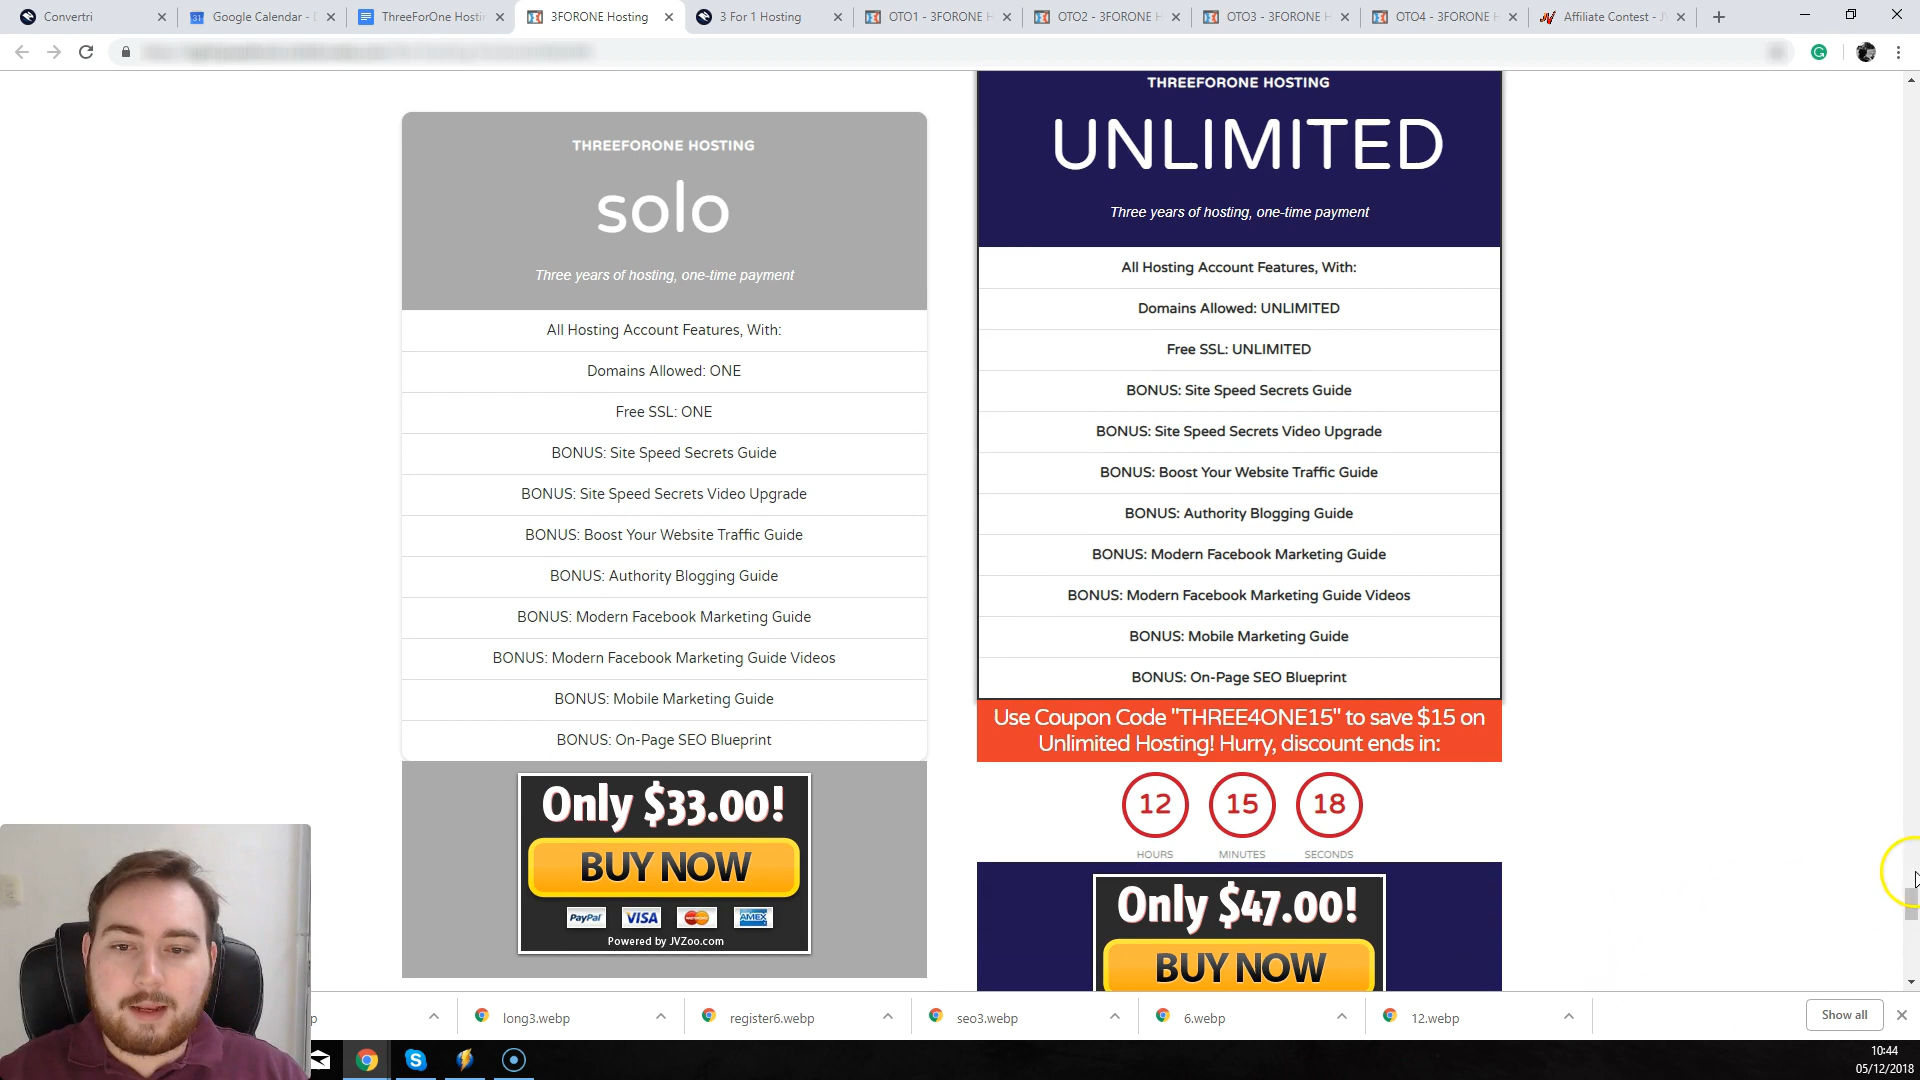 Convertri
Google Calendar - D
ThreeForOne Hostin
3FORONE Hosting
3 For 1 Hosting
OTO1 - 3FORONE H
OTO2 - 3FORONE H
OTO3 - 3FORONE H
OTO4 - 3FORONE H
Affiliate Contest - JV
THREEFORONE HOSTING
solo
Three years of hosting, one-time payment
All Hosting Account Features, With:
Domains Allowed: ONE
Free SSL: ONE
BONUS: Site Speed Secrets Guide
BONUS: Site Speed Secrets Video Upgrade
BONUS: Boost Your Website Traffic Guide
BONUS: Authority Blogging Guide
BONUS: Modern Facebook Marketing Guide
BONUS: Modern Facebook Marketing Guide Videos
BONUS: Mobile Marketing Guide
BONUS: On-Page SEO Blueprint
Only $33.00!
BUY NOW
PayPal VISA MasterCard AMEX
Powered by JVZoo.com
THREEFORONE HOSTING
UNLIMITED
Three years of hosting, one-time payment
All Hosting Account Features, With:
Domains Allowed: UNLIMITED
Free SSL: UNLIMITED
BONUS: Site Speed Secrets Guide
BONUS: Site Speed Secrets Video Upgrade
BONUS: Boost Your Website Traffic Guide
BONUS: Authority Blogging Guide
BONUS: Modern Facebook Marketing Guide
BONUS: Modern Facebook Marketing Guide Videos
BONUS: Mobile Marketing Guide
BONUS: On-Page SEO Blueprint
Use Coupon Code "THREE4ONE15" to save $15 on
Unlimited Hosting! Hurry, discount ends in:
12 15 18
HOURS MINUTES SECONDS
Only $47.00!
BUY NOW
p
long3.webp
register6.webp
seo3.webp
6.webp
12.webp
Show all
10:44
05/12/2018